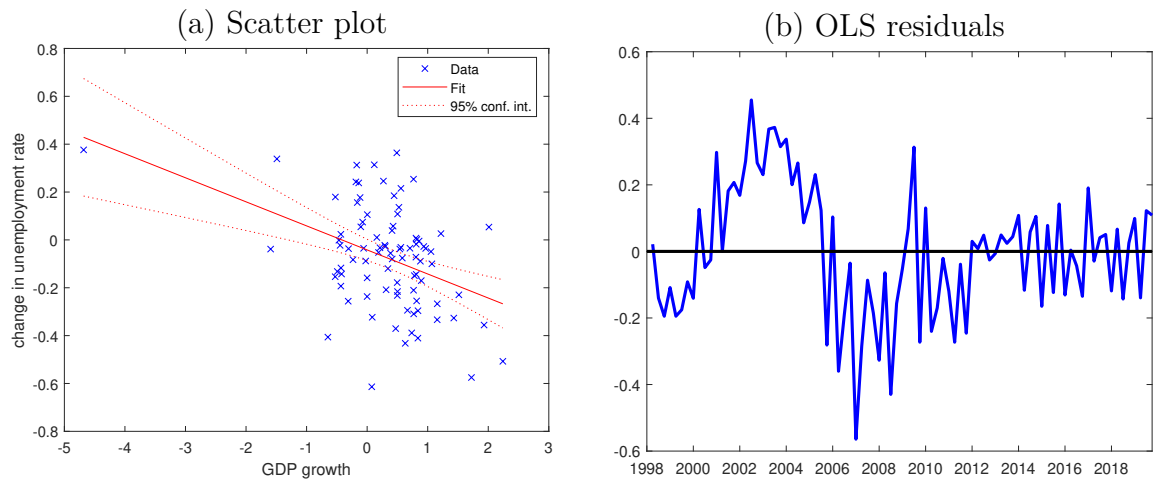 (a) Scatter plot
0.8
0.6
0.4
0.2
0
-0.2
-0.4
-0.6
-0.8
change in unemployment rate
Data
Fit
95% conf. int.
-5 -4 -3 -2 -1 0 1 2 3
GDP growth
(b) OLS residuals
0.6
0.4
0.2
0
-0.2
-0.4
-0.6
1998 2000 2002 2004 2006 2008 2010 2012 2014 2016 2018